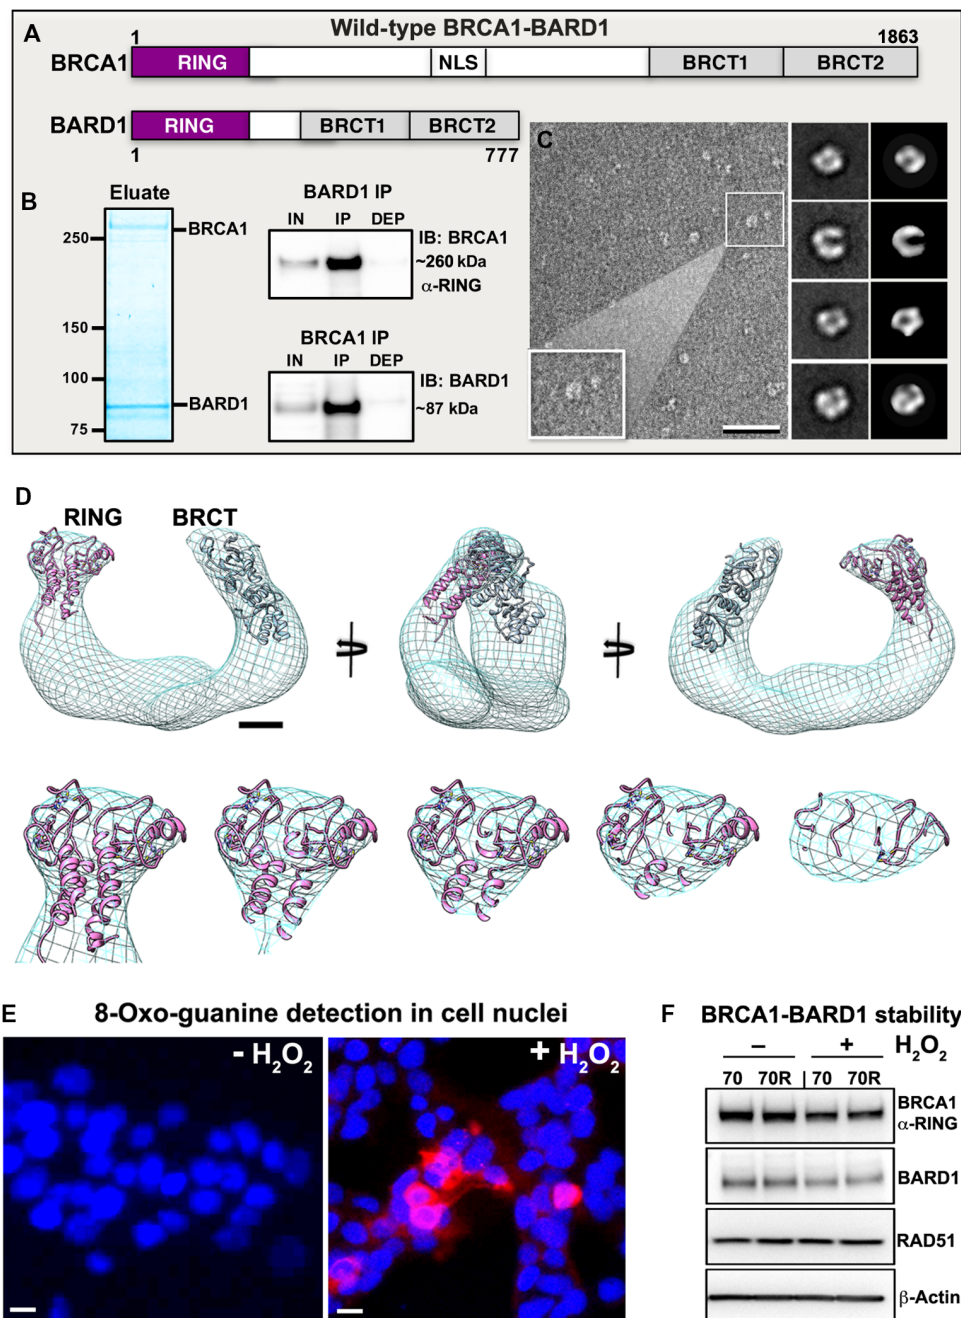 A
Wild-type BRCA1-BARD1
1
1863
BRCA1
RING
NLS
BRCT1
BRCT2
BARD1
RING
BRCT1
BRCT2
1
777
B
Eluate
250
150
100
75
BRCA1
BARD1
BARD1 IP
IN IP DEP
IB: BRCA1
~260 kDa
α-RING
BRCA1 IP
IN IP DEP
IB: BARD1
~87 kDa
C
D
RING
BRCT
E
8-Oxo-guanine detection in cell nuclei
- H₂O₂
+ H₂O₂
F
BRCA1-BARD1 stability
– + H₂O₂
70 70R 70 70R
BRCA1
α-RING
BARD1
RAD51
β-Actin